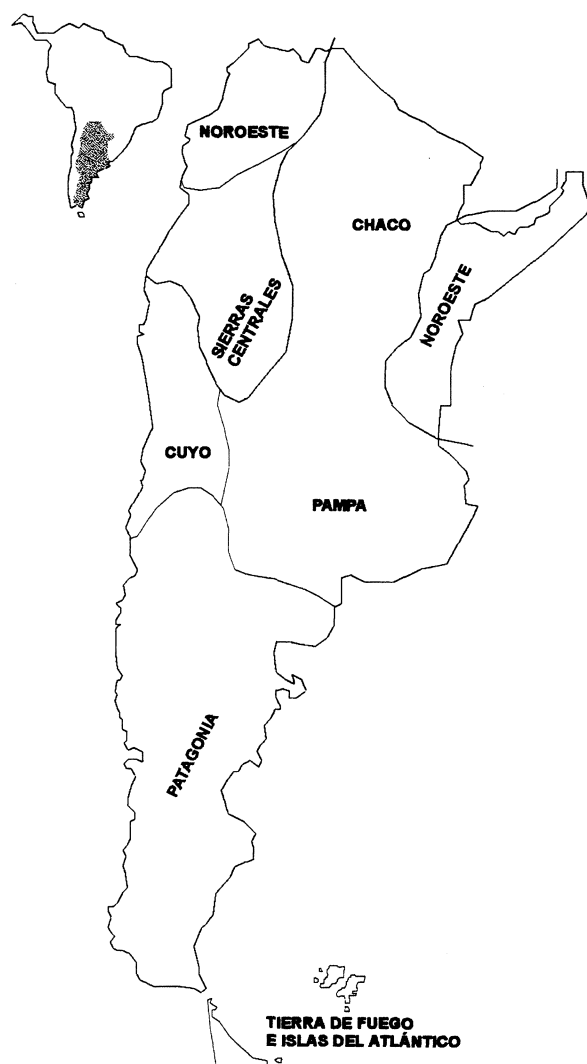 NOROESTE
CHACO
NOROESTE
SIERRAS
CENTRALES
CUYO
PAMPA
PATAGONIA
TIERRA DE FUEGO
E ISLAS DEL ATLÁNTICO